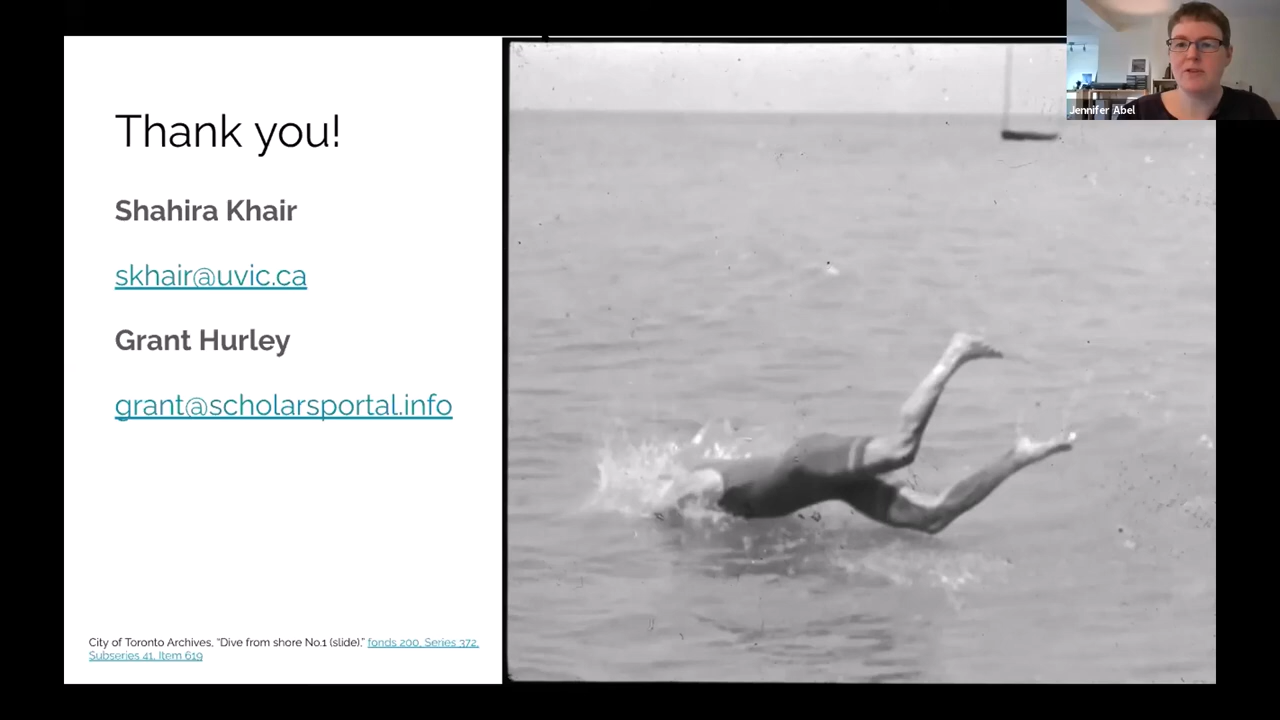 Thank you!
Shahira Khair
skhair@uvic.ca
Grant Hurley
grant@scholarsportal.info
City of Toronto Archives, “Dive from shore No.1 (slide),” fonds 200, Series 372,
Subseries 41, Item 619
Jennifer Abel